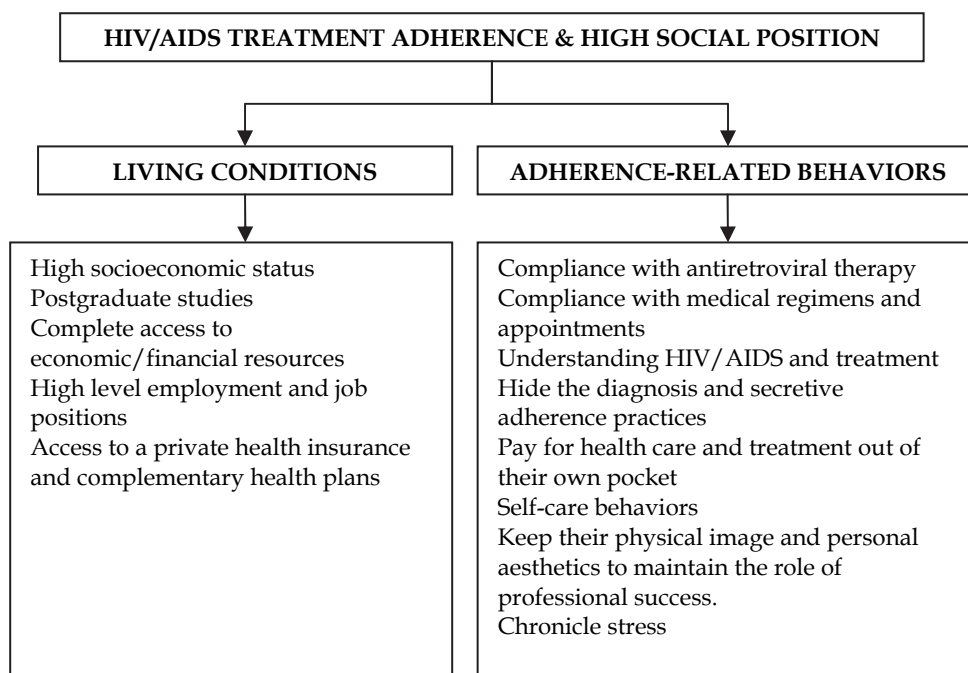 HIV/AIDS TREATMENT ADHERENCE & HIGH SOCIAL POSITION
LIVING CONDITIONS
High socioeconomic status
Postgraduate studies
Complete access to
economic/financial resources
High level employment and job
positions
Access to a private health insurance
and complementary health plans
ADHERENCE-RELATED BEHAVIORS
Compliance with antiretroviral therapy
Compliance with medical regimens and
appointments
Understanding HIV/AIDS and treatment
Hide the diagnosis and secretive
adherence practices
Pay for health care and treatment out of
their own pocket
Self-care behaviors
Keep their physical image and personal
aesthetics to maintain the role of
professional success.
Chronicle stress